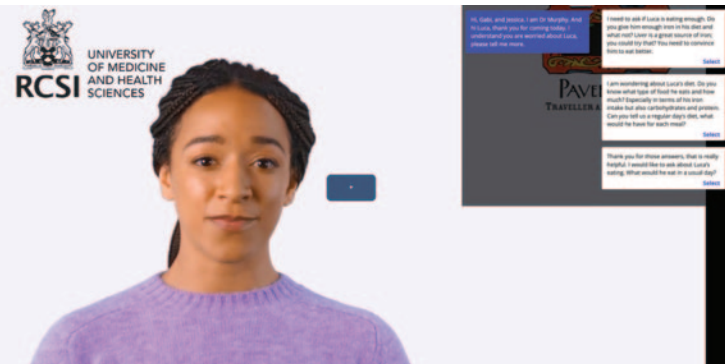 RCSI
UNIVERSITY
OF MEDICINE
AND HEALTH
SCIENCES
Hi, Gabi, and Jessica. I am Dr Murphy. And
hi Luca, thank you for coming today. I
understand you are worried about Luca,
please tell me more.
PAVE
TRAVELLER A
I need to ask if Luca is eating enough. Do
you give him enough iron in his diet and
what not? Liver is a great source of iron;
you could try that? You need to convince
him to eat better.
Select
I am wondering about Luca's diet. Do you
know what type of food he eats and how
much? Especially in terms of his iron
intake but also carbohydrates and protein.
Can you tell us a regular day's diet, what
would he have for each meal?
Select
Thank you for those answers, that is really
helpful. I would like to ask about Luca's
eating. What would he eat in a usual day?
Select